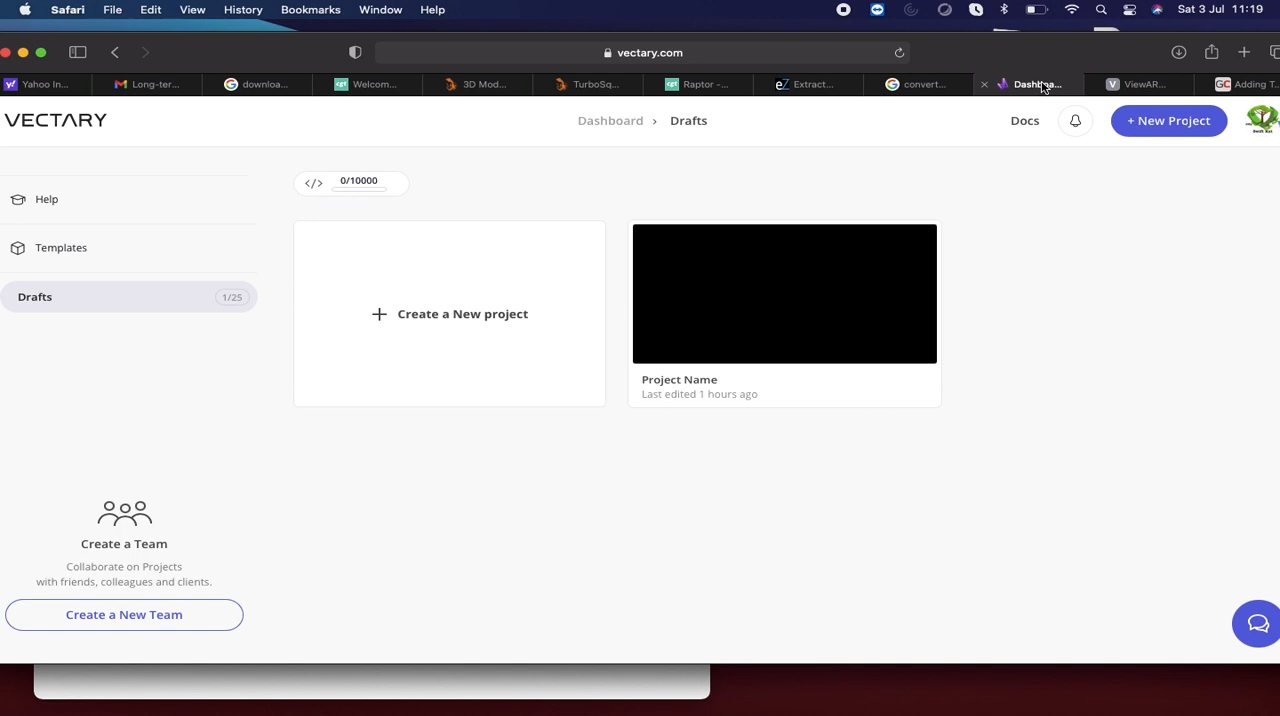 Safari File Edit View History Bookmarks Window Help Sat 3 Jul 11:19
vectary.com
Yahoo In... Long-ter... downloa... Welcom... 3D Mod... TurboSq... Raptor -... Extract... convert... Dashboa... ViewAR... Adding T...
VECTARY Dashboard › Drafts Docs + New Project
</> 0/10000
Help
Templates
Drafts 1/25
+ Create a New project
Project Name
Last edited 1 hours ago
Create a Team
Collaborate on Projects
with friends, colleagues and clients.
Create a New Team